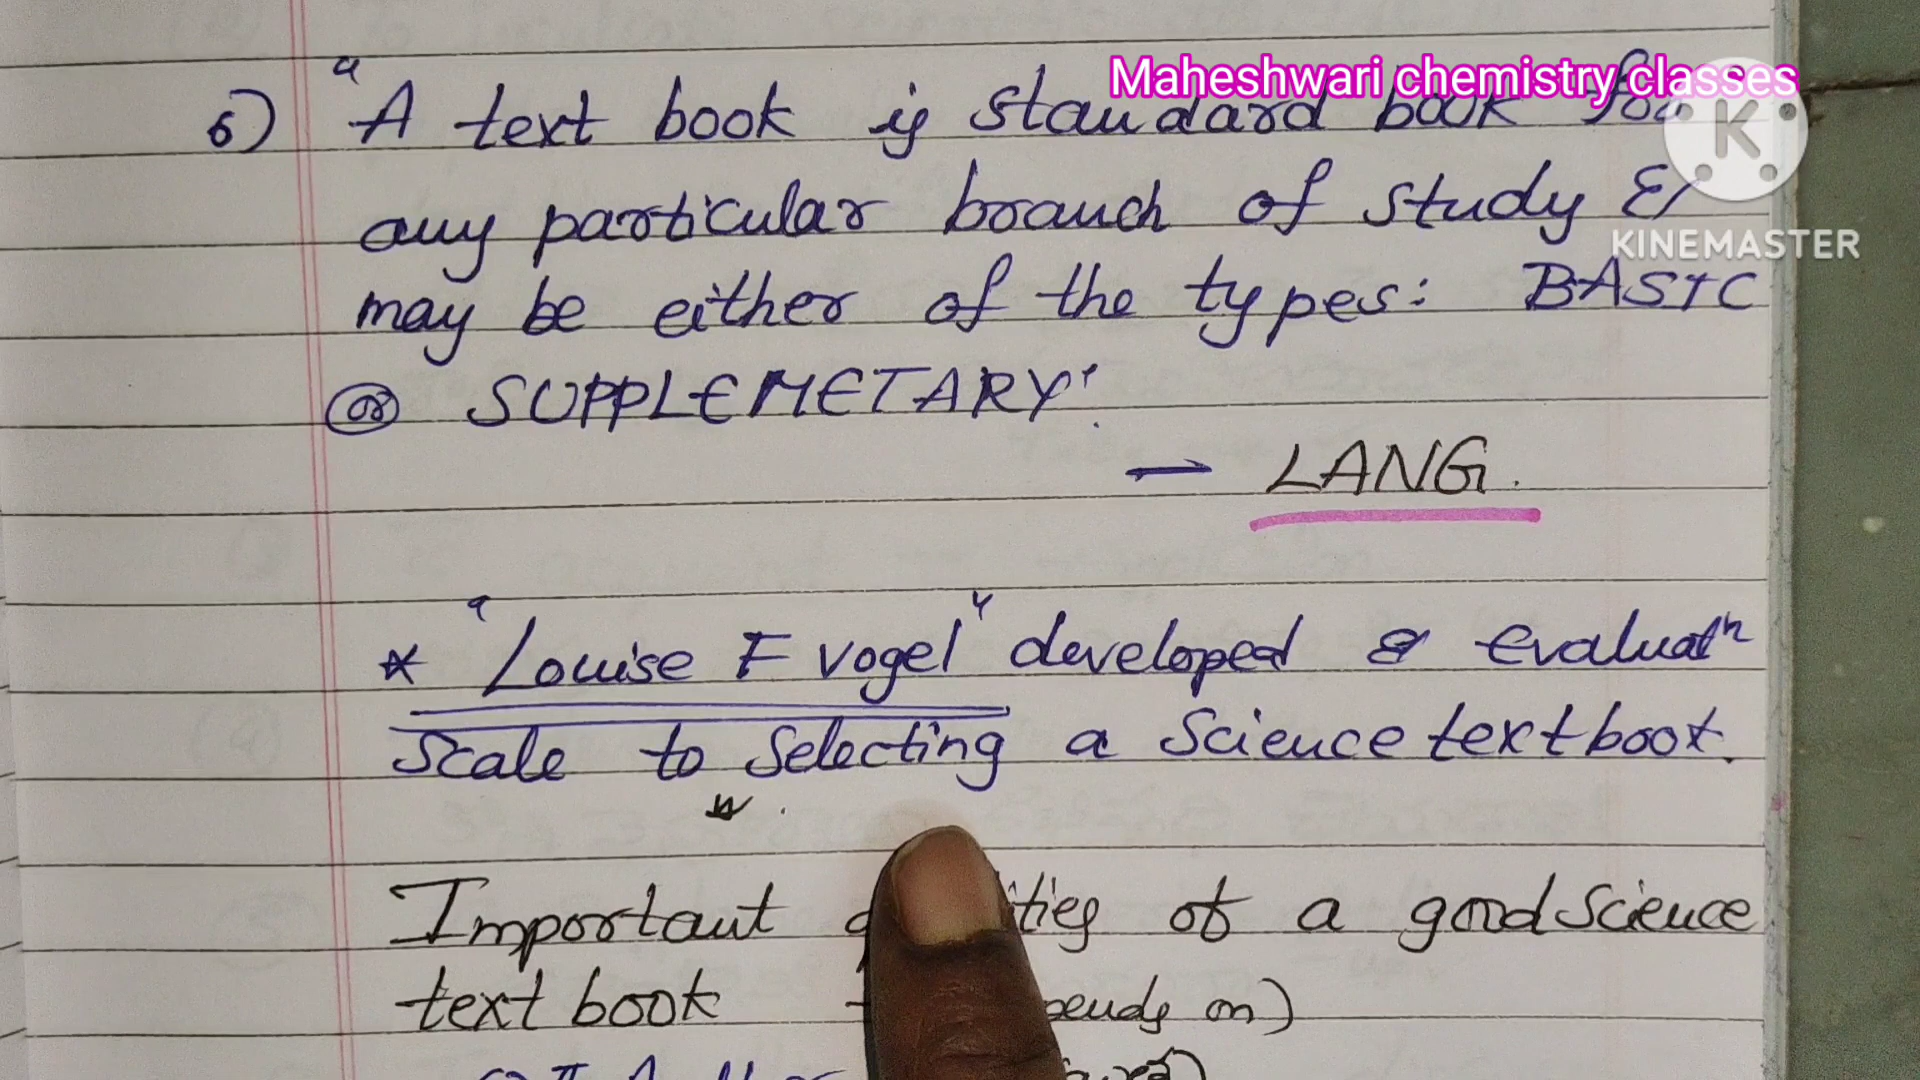 Maheshwari chemistry classes
6) "A text book is standard book for
any particular branch of study &
KINEMASTER
may be either of the types: BASIC
(or) SUPPLEMETARY'.
— LANG.
* "Louise F vogel" developed & evaluatn
Scale to Selecting a Science textbook.
Important of a good Science
text book on)